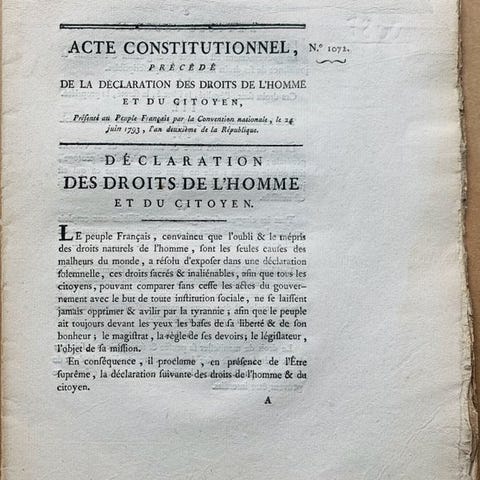 ACTE CONSTITUTIONNEL, N.° 1072.
PRÉCÉDÉ
DE LA DÉCLARATION DES DROITS DE L'HOMME
ET DU CITOYEN,
Présenté au Peuple Français par la Convention nationale, le 24
juin 1793, l'an deuxième de la République.
DÉCLARATION
DES DROITS DE L'HOMME
ET DU CITOYEN.
LE peuple Français, convaincu que l'oubli & le mépris
des droits naturels de l'homme, sont les seules causes des
malheurs du monde, a résolu d'exposer dans une déclaration
solemnelle, ces droits sacrés & inaliénables, afin que tous les
citoyens, pouvant comparer sans cesse les actes du gouver-
nement avec le but de toute institution sociale, ne se laissent
jamais opprimer & avilir par la tyrannie; afin que le peuple
ait toujours devant les yeux les bases de sa liberté & de son
bonheur; le magistrat, la règle de ses devoirs; le législateur,
l'objet de sa mission.
En conséquence, il proclame, en présence de l'Être
suprême, la déclaration suivante des droits de l'homme & du
citoyen.
A